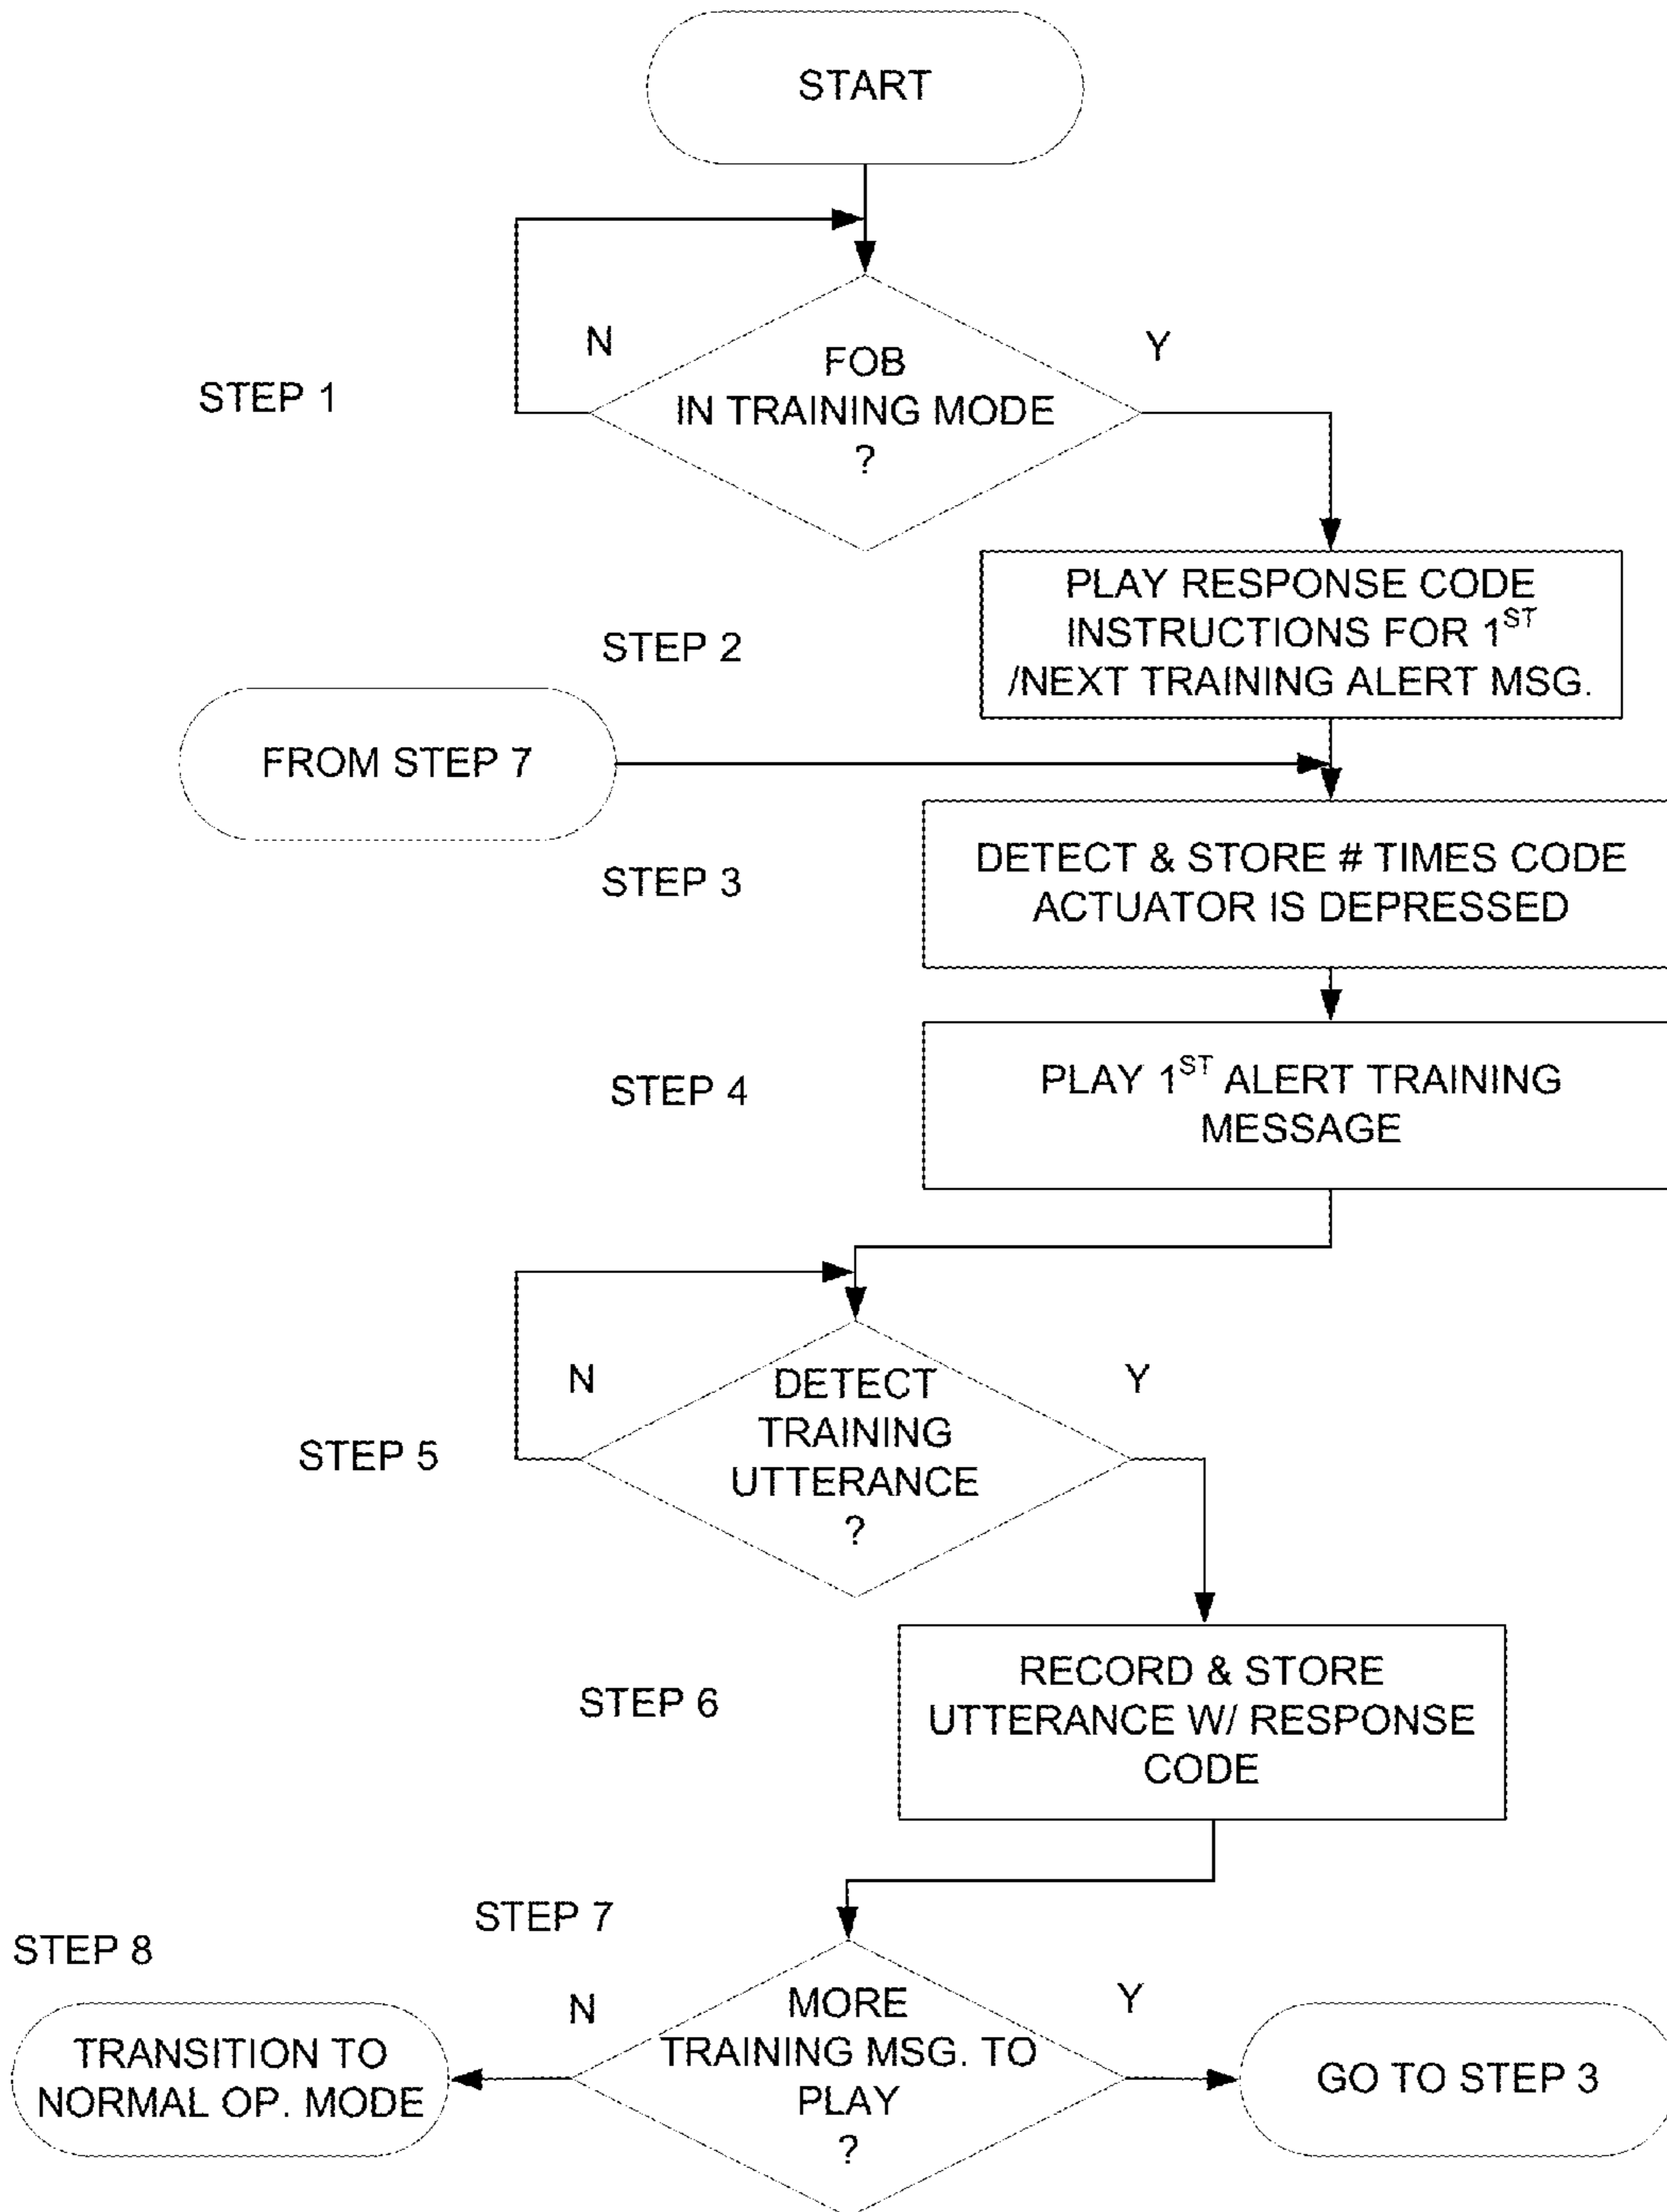 START
N
Y
FOB
IN TRAINING MODE
?
STEP 1
PLAY RESPONSE CODE
INSTRUCTIONS FOR 1ST
/NEXT TRAINING ALERT MSG.
STEP 2
FROM STEP 7
DETECT & STORE # TIMES CODE
ACTUATOR IS DEPRESSED
STEP 3
PLAY 1ST ALERT TRAINING
MESSAGE
STEP 4
N
Y
DETECT
TRAINING
UTTERANCE
?
STEP 5
RECORD & STORE
UTTERANCE W/ RESPONSE
CODE
STEP 6
STEP 7
STEP 8
N
Y
MORE
TRAINING MSG. TO
PLAY
?
TRANSITION TO
NORMAL OP. MODE
GO TO STEP 3